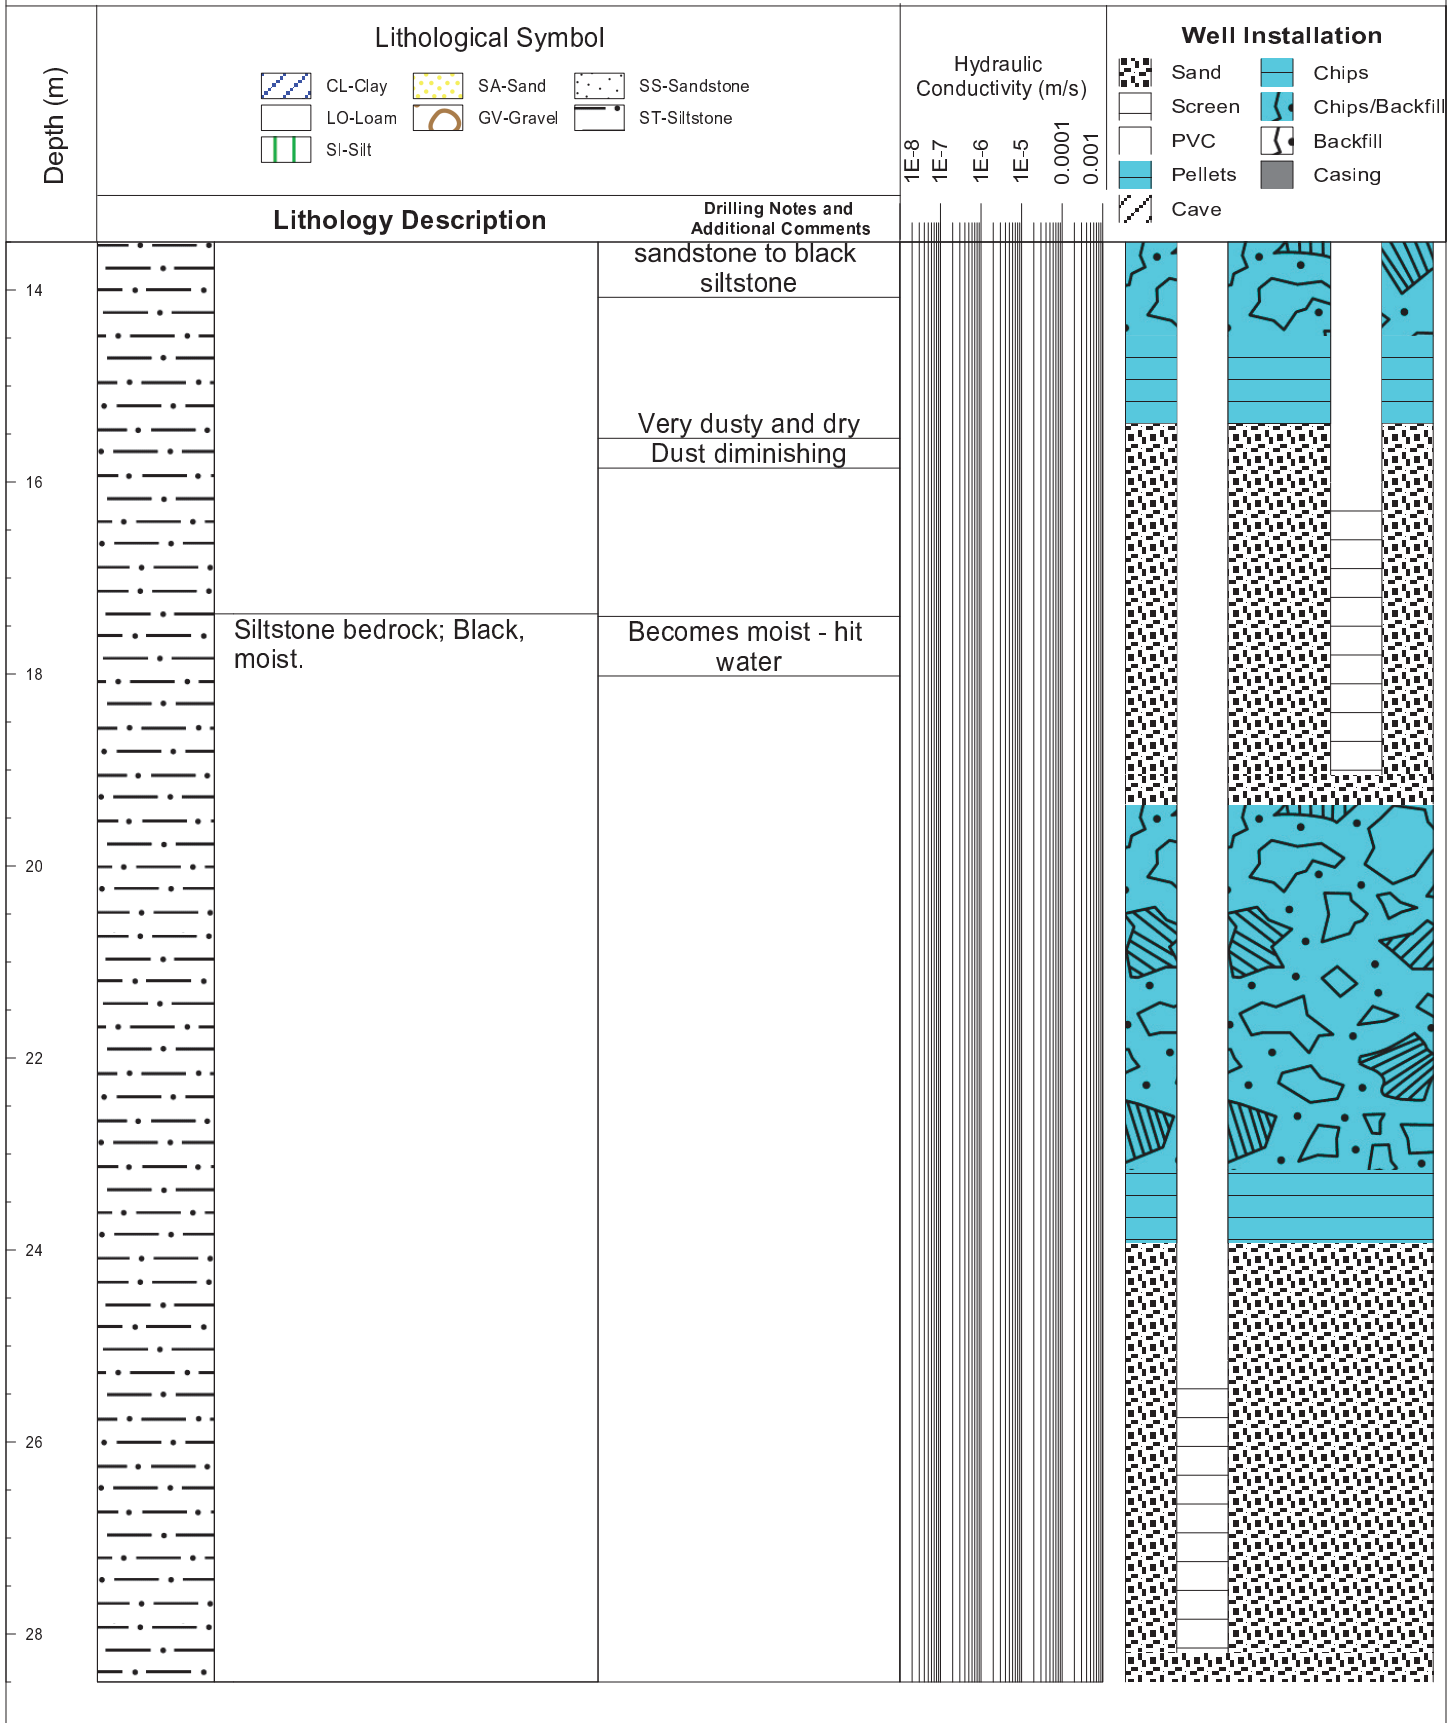 Depth (m)
Lithological Symbol
CL-Clay
SA-Sand
SS-Sandstone
LO-Loam
GV-Gravel
ST-Siltstone
SI-Silt
Lithology Description
Drilling Notes and
Additional Comments
Hydraulic
Conductivity (m/s)
1E-8
1E-7
1E-6
1E-5
0.0001
0.001
Well Installation
Sand
Chips
Screen
Chips/Backfill
PVC
Backfill
Pellets
Casing
Cave
sandstone to black
siltstone
14
Very dusty and dry
Dust diminishing
16
Siltstone bedrock; Black,
moist.
Becomes moist - hit
water
18
20
22
24
26
28